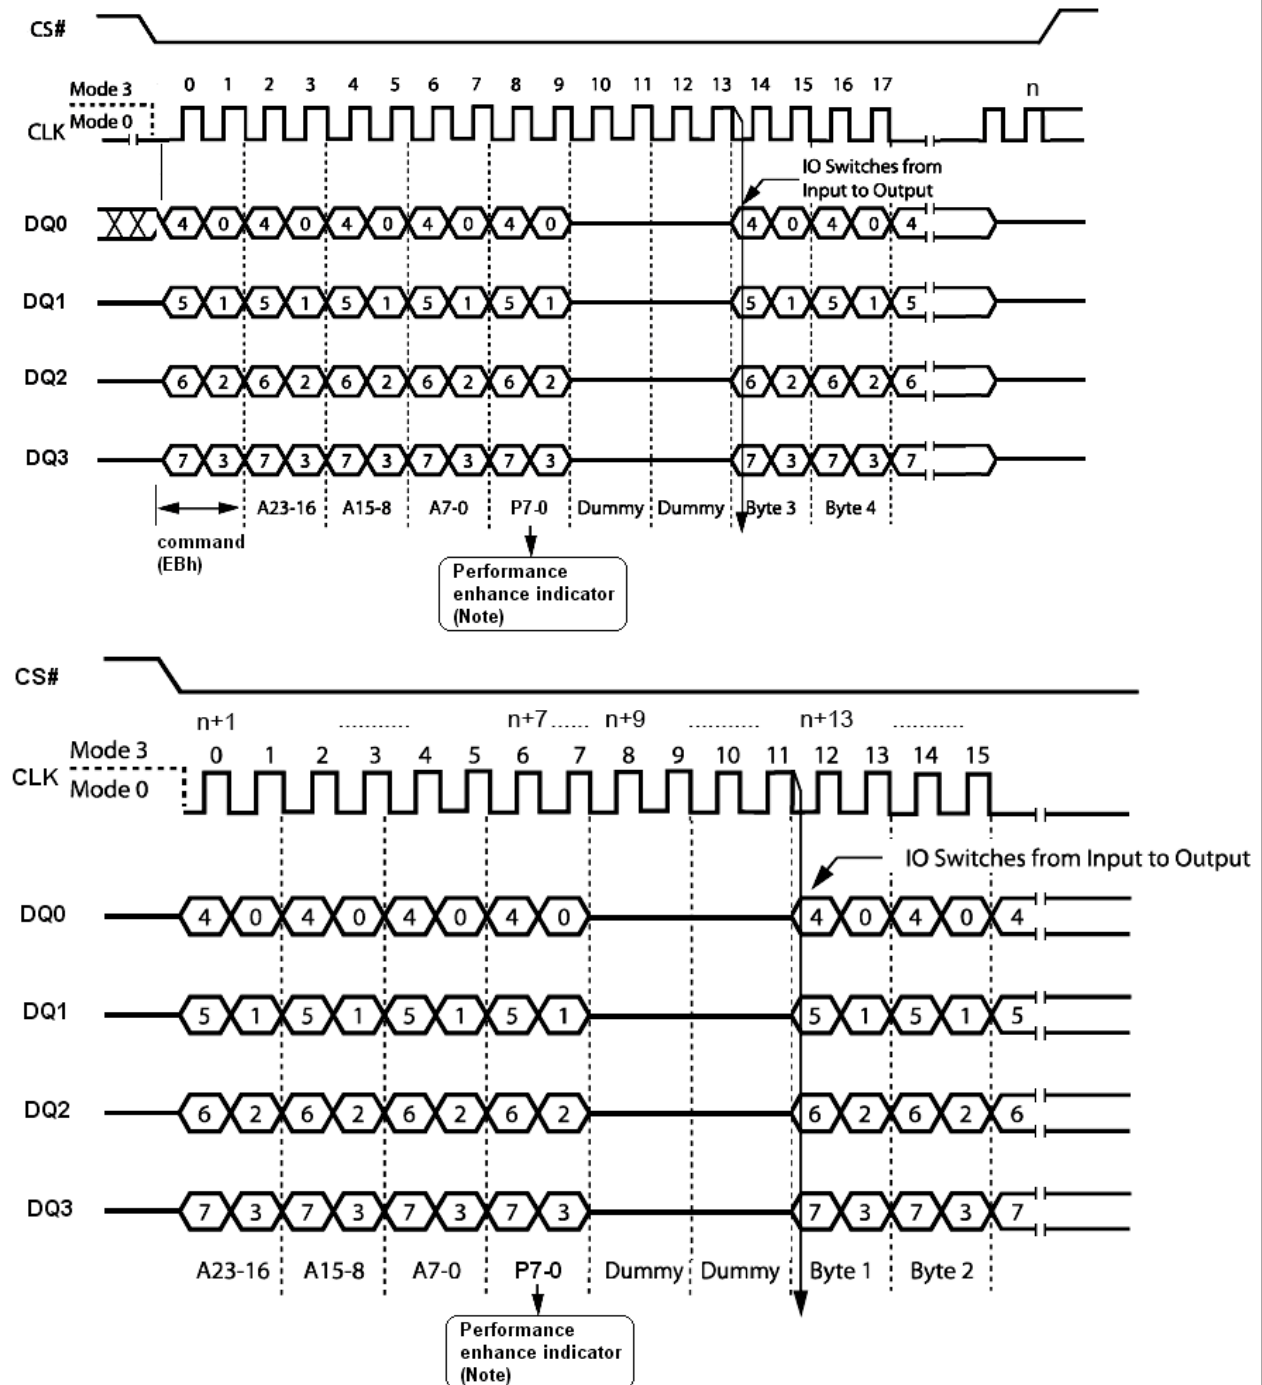 CS#
0 1 2 3 4 5 6 7 8 9 10 11 12 13 14 15 16 17 n
Mode 3
CLK Mode 0
IO Switches from
Input to Output
DQ0 4 0 4 0 4 0 4 0 4 0 4 0 4 0 4
DQ1 5 1 5 1 5 1 5 1 5 1 5 1 5 1 5
DQ2 6 2 6 2 6 2 6 2 6 2 6 2 6 2 6
DQ3 7 3 7 3 7 3 7 3 7 3 7 3 7 3 7
A23-16 A15-8 A7-0 P7-0 Dummy Dummy Byte 3 Byte 4
command
(EBh)
Performance
enhance indicator
(Note)
CS#
n+1 ........... n+7 ...... n+9 ........... n+13 ...........
Mode 3 0 1 2 3 4 5 6 7 8 9 10 11 12 13 14 15
CLK
Mode 0
IO Switches from Input to Output
DQ0 4 0 4 0 4 0 4 0 4 0 4 0 4
DQ1 5 1 5 1 5 1 5 1 5 1 5 1 5
DQ2 6 2 6 2 6 2 6 2 6 2 6 2 6
DQ3 7 3 7 3 7 3 7 3 7 3 7 3 7
A23-16 A15-8 A7-0 P7-0 Dummy Dummy Byte 1 Byte 2
Performance
enhance indicator
(Note)